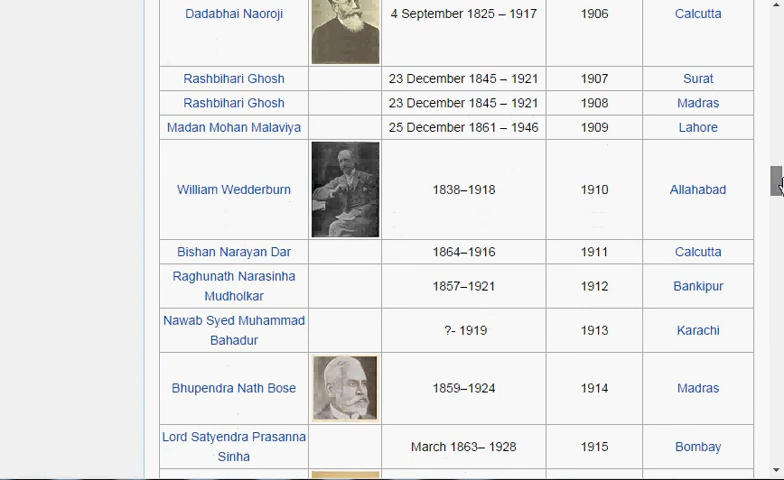 Dadabhai Naoroji 4 September 1825 – 1917 1906 Calcutta
Rashbihari Ghosh 23 December 1845 – 1921 1907 Surat
Rashbihari Ghosh 23 December 1845 – 1921 1908 Madras
Madan Mohan Malaviya 25 December 1861 – 1946 1909 Lahore
William Wedderburn 1838–1918 1910 Allahabad
Bishan Narayan Dar 1864–1916 1911 Calcutta
Raghunath Narasinha
Mudholkar 1857–1921 1912 Bankipur
Nawab Syed Muhammad
Bahadur ?- 1919 1913 Karachi
Bhupendra Nath Bose 1859–1924 1914 Madras
Lord Satyendra Prasanna
Sinha March 1863– 1928 1915 Bombay